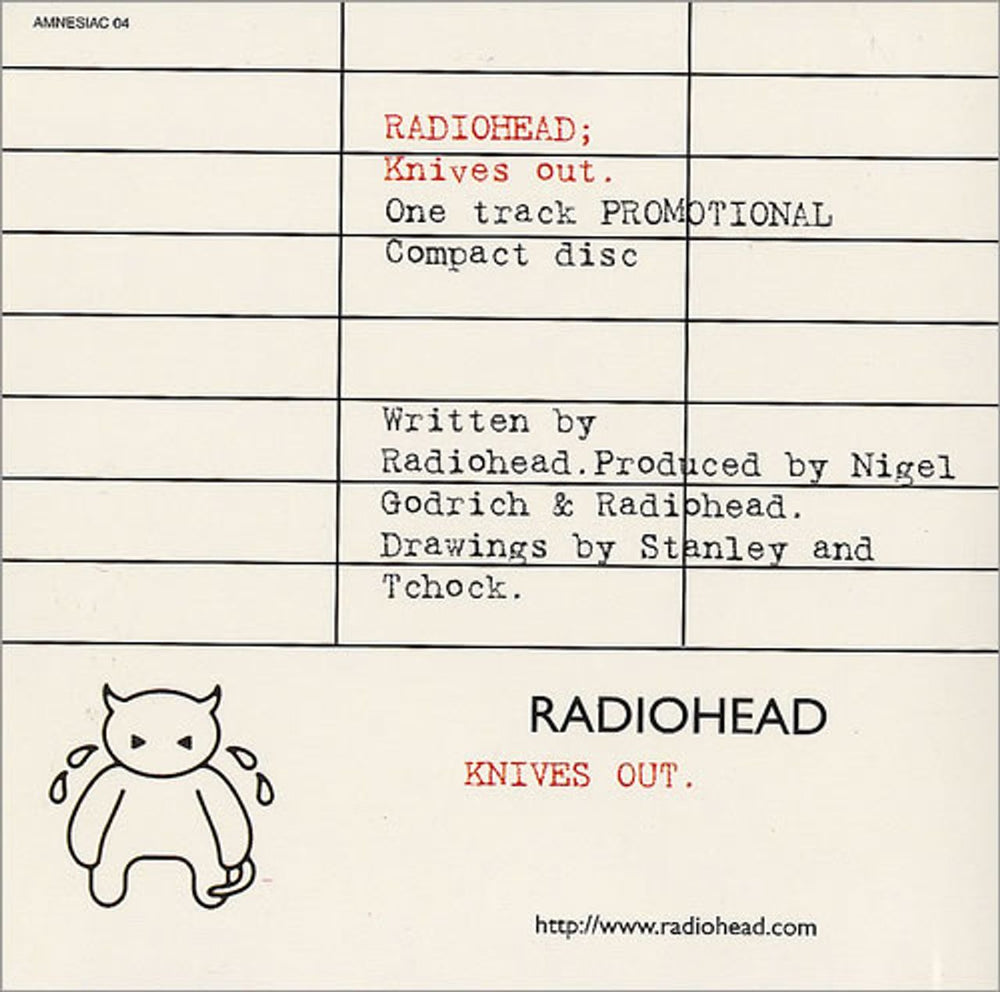 AMNESIAC 04
RADIOHEAD;
Knives out.
One track PROMOTIONAL
Compact disc
Written by
Radiohead.Produced by Nigel
Godrich & Radiohead.
Drawings by Stanley and
Tchock.
RADIOHEAD
KNIVES OUT.
http://www.radiohead.com